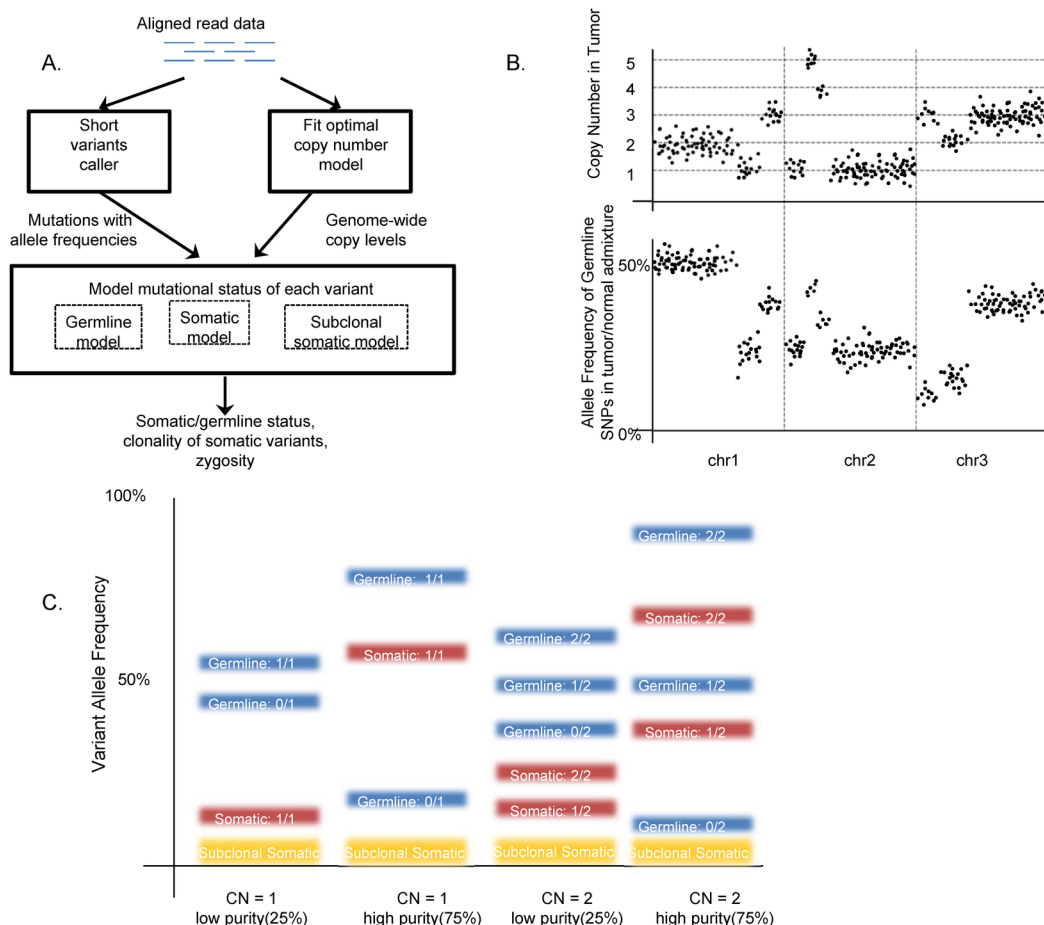 Aligned read data
A.
Short
variants
caller
Fit optimal
copy number
model
Mutations with
allele frequencies
Genome-wide
copy levels
Model mutational status of each variant
Germline
model
Somatic
model
Subclonal
somatic model
Somatic/germline status,
clonality of somatic variants,
zygosity
B.
Copy Number in Tumor
5
4
3
2
1
Allele Frequency of Germline
SNPs in tumor/normal admixture
50%
0%
chr1
chr2
chr3
C.
Variant Allele Frequency
100%
50%
Germline: 1/1
Germline: 0/1
Somatic: 1/1
Subclonal Somatic
Germline: 1/1
Somatic: 1/1
Germline: 0/1
Subclonal Somatic
Germline: 2/2
Germline: 1/2
Germline: 0/2
Somatic: 2/2
Somatic: 1/2
Subclonal Somatic
Germline: 2/2
Somatic: 2/2
Germline: 1/2
Somatic: 1/2
Germline: 0/2
Subclonal Somatic
CN = 1
low purity(25%)
CN = 1
high purity(75%)
CN = 2
low purity(25%)
CN = 2
high purity(75%)